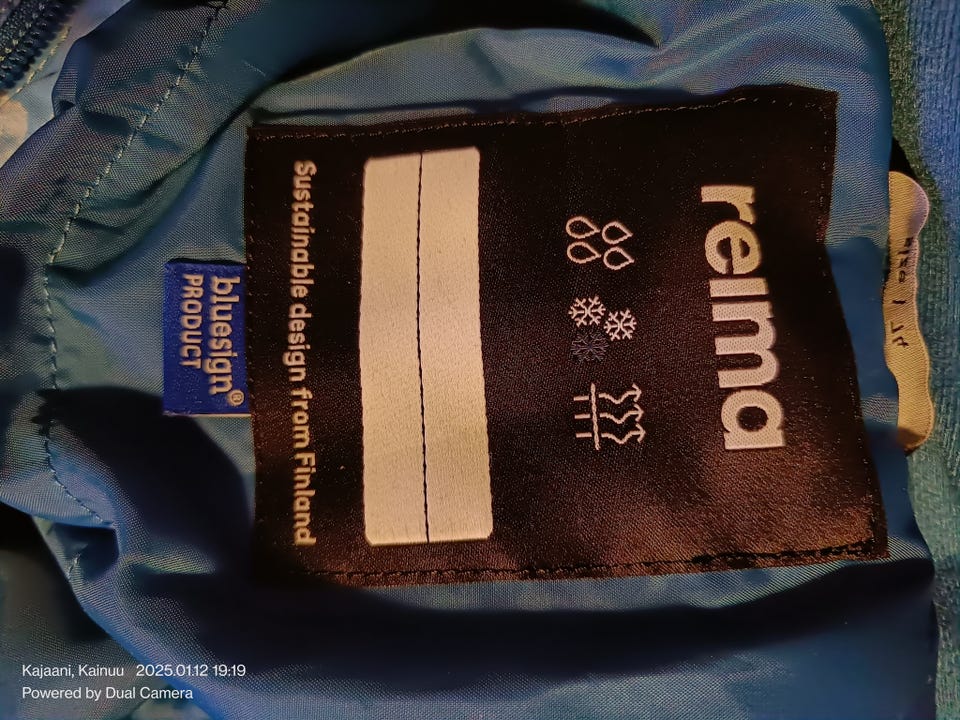 reima
Sustainable design from Finland
bluesign®
PRODUCT
Kajaani, Kainuu 2025.01.12 19:19
Powered by Dual Camera